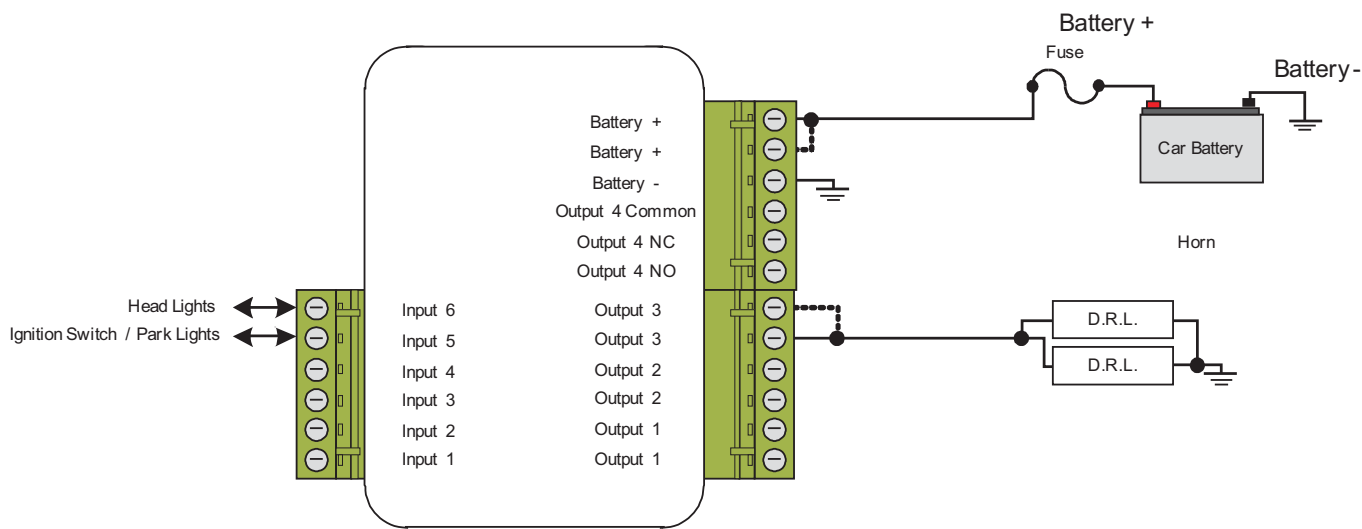 Battery +
Fuse
Battery -
Car Battery
Battery +
Battery +
Battery -
Output 4 Common
Output 4 NC
Horn
Output 4 NO
Head Lights
Input 6
Output 3
D.R.L.
Ignition Switch / Park Lights
Input 5
Output 3
D.R.L.
Input 4
Output 2
Input 3
Output 2
Input 2
Output 1
Input 1
Output 1